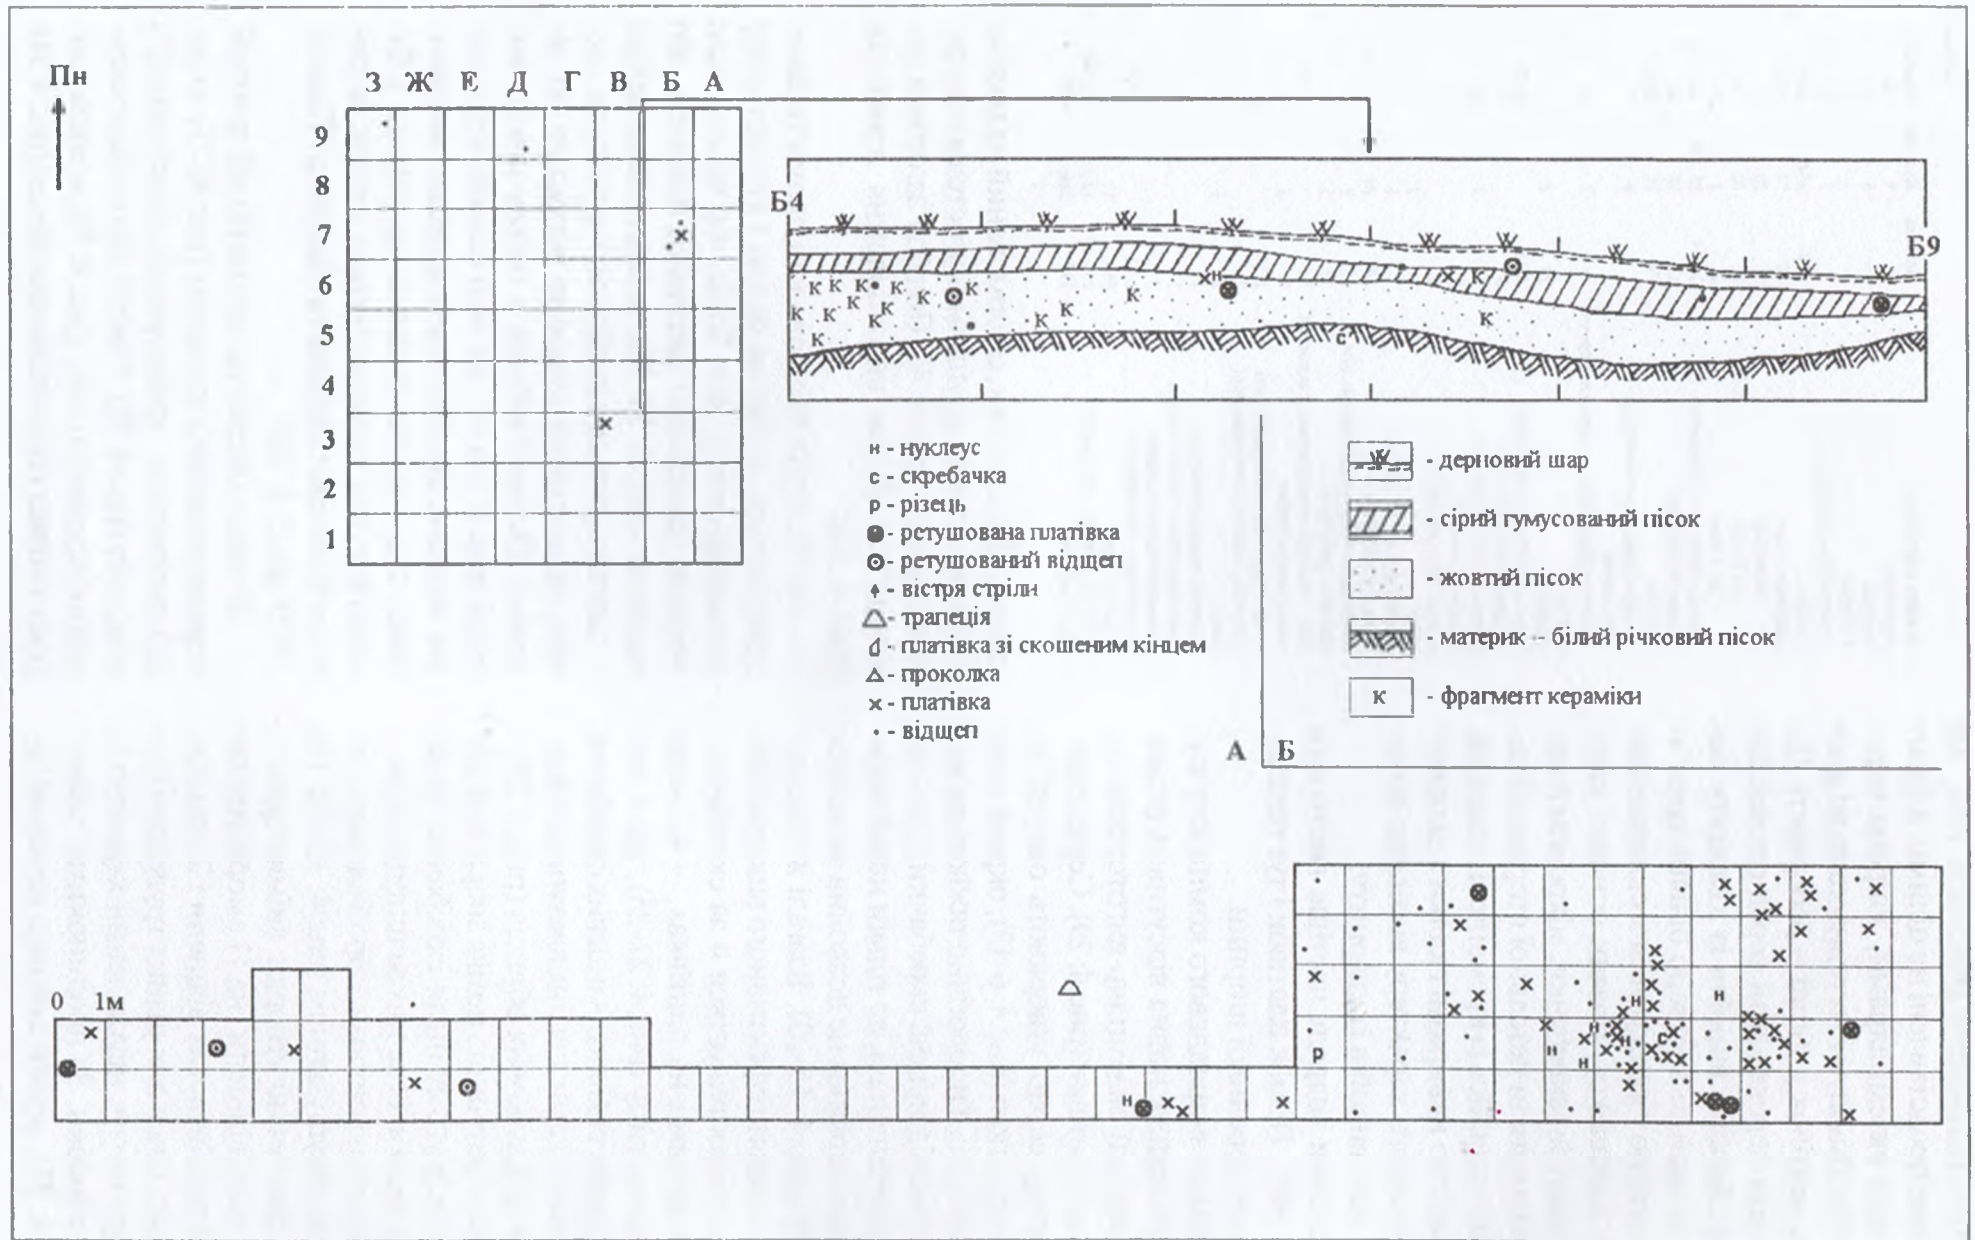 Пн
З Ж Е Д Г В Б А
9
8
7
6
5
4
3
2
1
Б4
Б9
к к к к к к
к к к к к
к к к
к к
н
к
к
с
н - нуклеус
с - скребачка
р - різець
- ретушована платівка
- ретушований відщеп
- вістря стріли
- трапеція
- платівка зі скошеним кінцем
- проколка
× - платівка
· - відщеп
- дерновий шар
- сірий гумусований пісок
- жовтий пісок
- материк – білий річковий пісок
к - фрагмент кераміки
А Б
0 1м
н
р
н
н
н
н
н
н
с